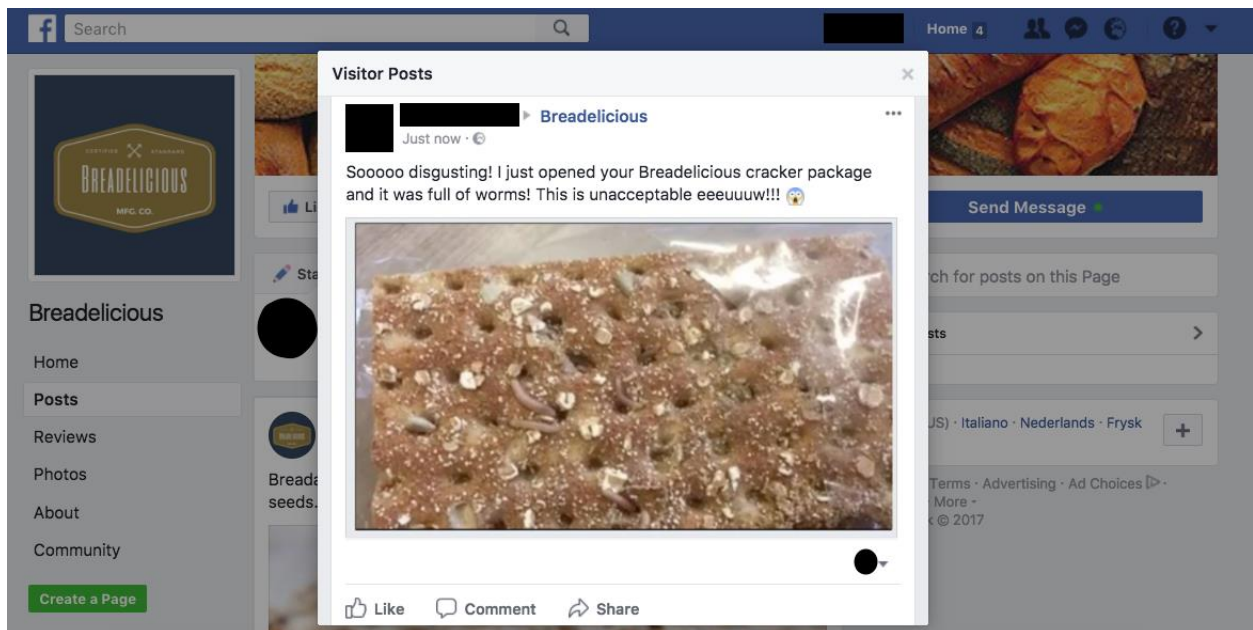 Search
Home 4
Visitor Posts
Breadelicious
Just now
Sooooo disgusting! I just opened your Breadelicious cracker package
and it was full of worms! This is unacceptable eeeuuuw!!! 😱
Like
Comment
Share
CERTIFIED STANDARD
BREADELICIOUS
MFG. CO.
Breadelicious
Home
Posts
Reviews
Photos
About
Community
Create a Page
Li
Sta
Breada
seeds.
Send Message
ch for posts on this Page
sts
US) · Italiano · Nederlands · Frysk
Terms · Advertising · Ad Choices
More
k © 2017